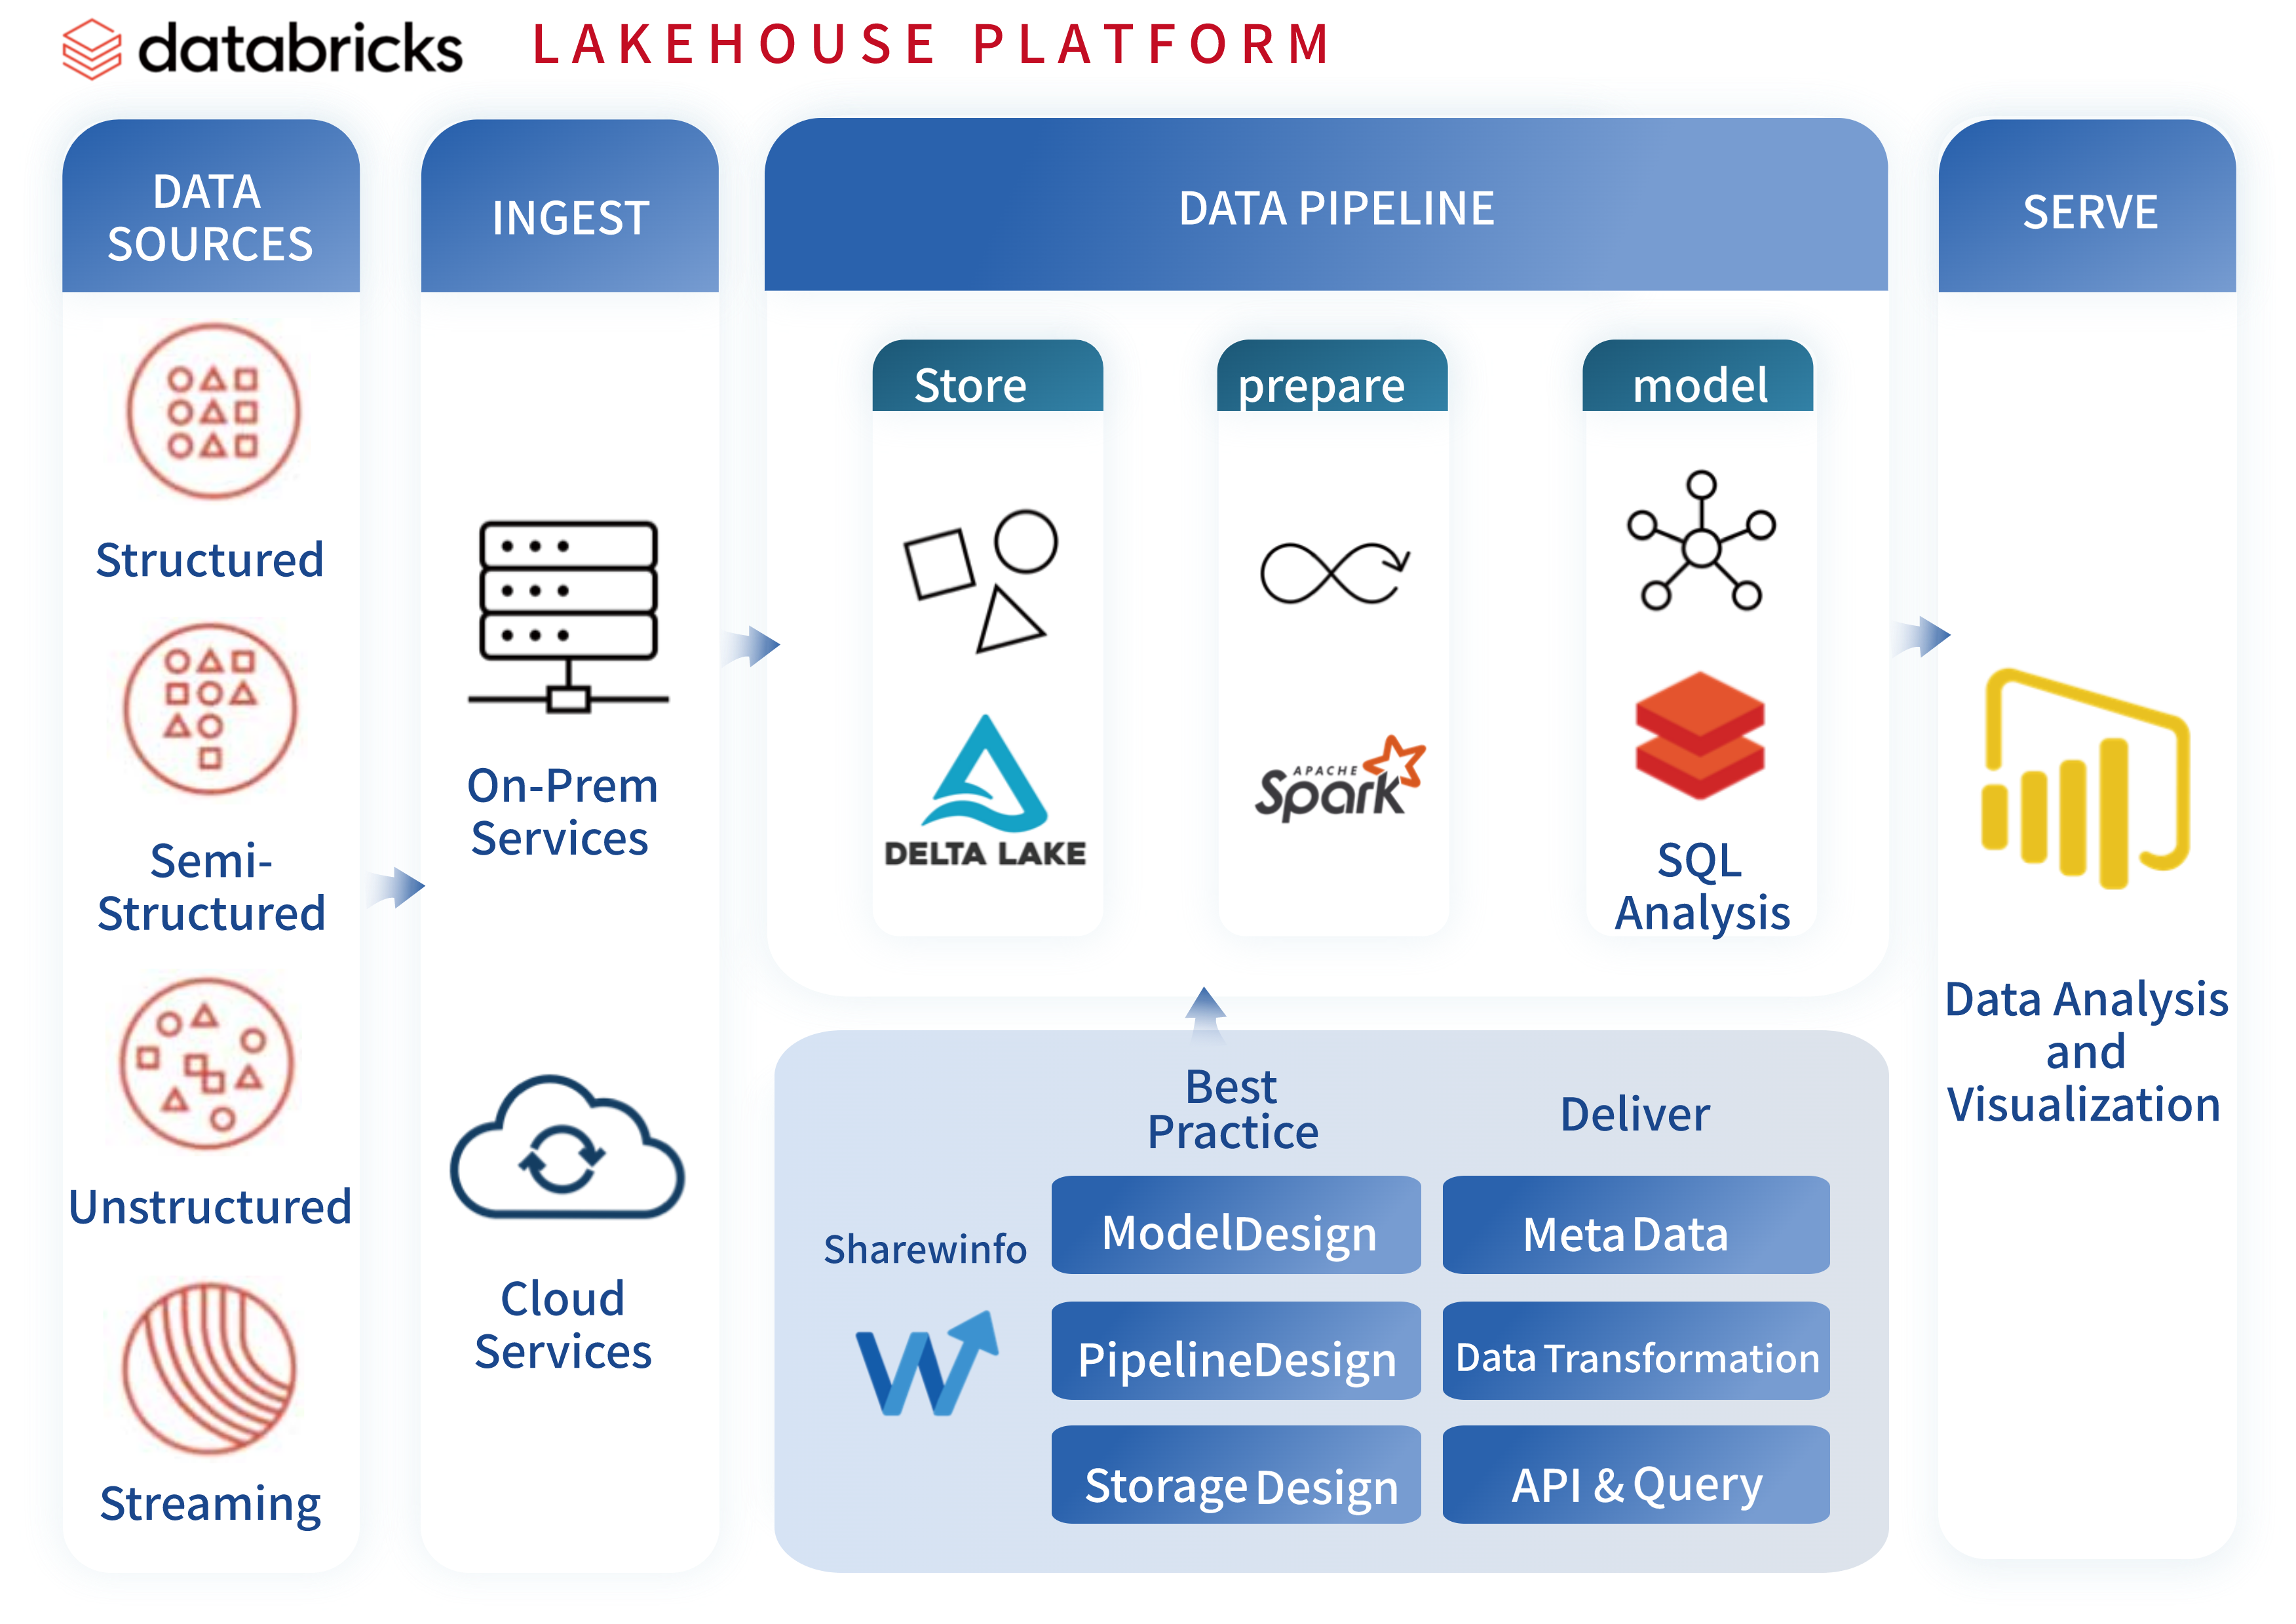 databricks
LAKEHOUSE PLATFORM
DATA
SOURCES
Structured
Semi-
Structured
Unstructured
Streaming
INGEST
On-Prem
Services
Cloud
Services
DATA PIPELINE
Store
DELTA LAKE
prepare
APACHE
Spark
model
SQL
Analysis
Sharewinfo
Best
Practice
ModelDesign
PipelineDesign
Storage Design
Deliver
Meta Data
Data Transformation
API & Query
SERVE
Data Analysis
and
Visualization